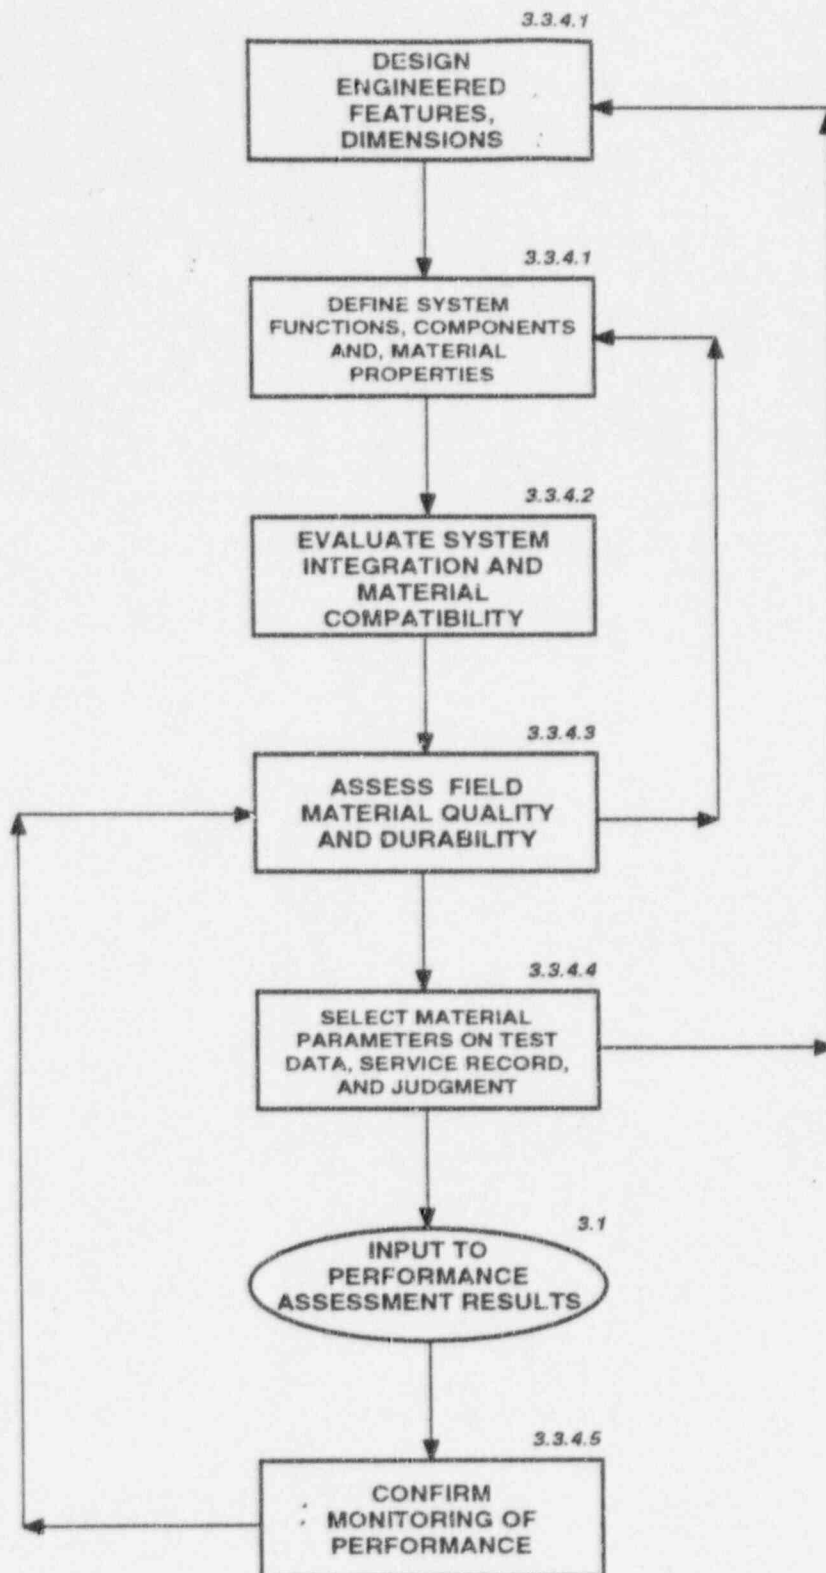 3.3.4.1
DESIGN
ENGINEERED
FEATURES,
DIMENSIONS
3.3.4.1
DEFINE SYSTEM
FUNCTIONS, COMPONENTS
AND, MATERIAL
PROPERTIES
3.3.4.2
EVALUATE SYSTEM
INTEGRATION AND
MATERIAL
COMPATIBILITY
3.3.4.3
ASSESS FIELD
MATERIAL QUALITY
AND DURABILITY
3.3.4.4
SELECT MATERIAL
PARAMETERS ON TEST
DATA, SERVICE RECORD,
AND JUDGMENT
3.1
INPUT TO
PERFORMANCE
ASSESSMENT RESULTS
3.3.4.5
CONFIRM
MONITORING OF
PERFORMANCE